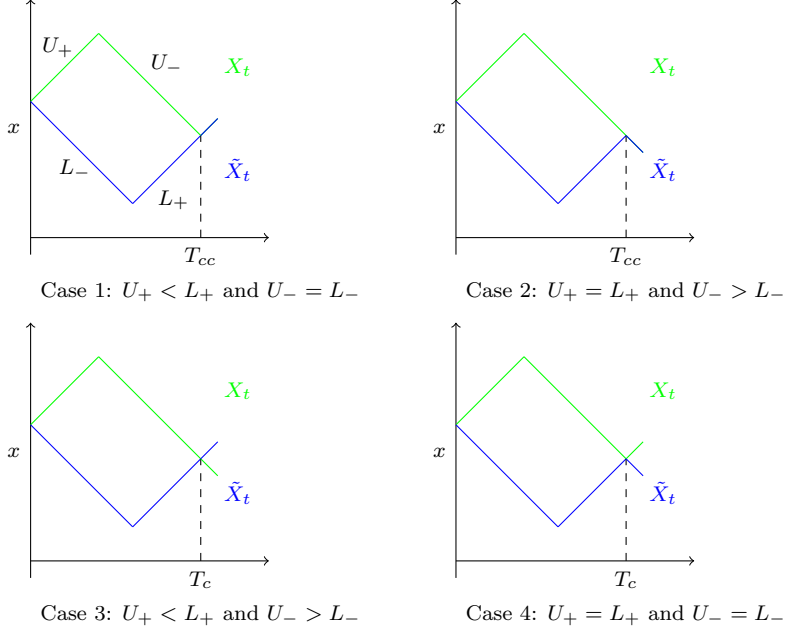 U₊
U₋
X_t
x
L₋
L₊
X̃_t
T_cc
Case 1: U₊ < L₊ and U₋ = L₋
X_t
x
X̃_t
T_cc
Case 2: U₊ = L₊ and U₋ > L₋
X_t
x
X̃_t
T_c
Case 3: U₊ < L₊ and U₋ > L₋
X_t
x
X̃_t
T_c
Case 4: U₊ = L₊ and U₋ = L₋